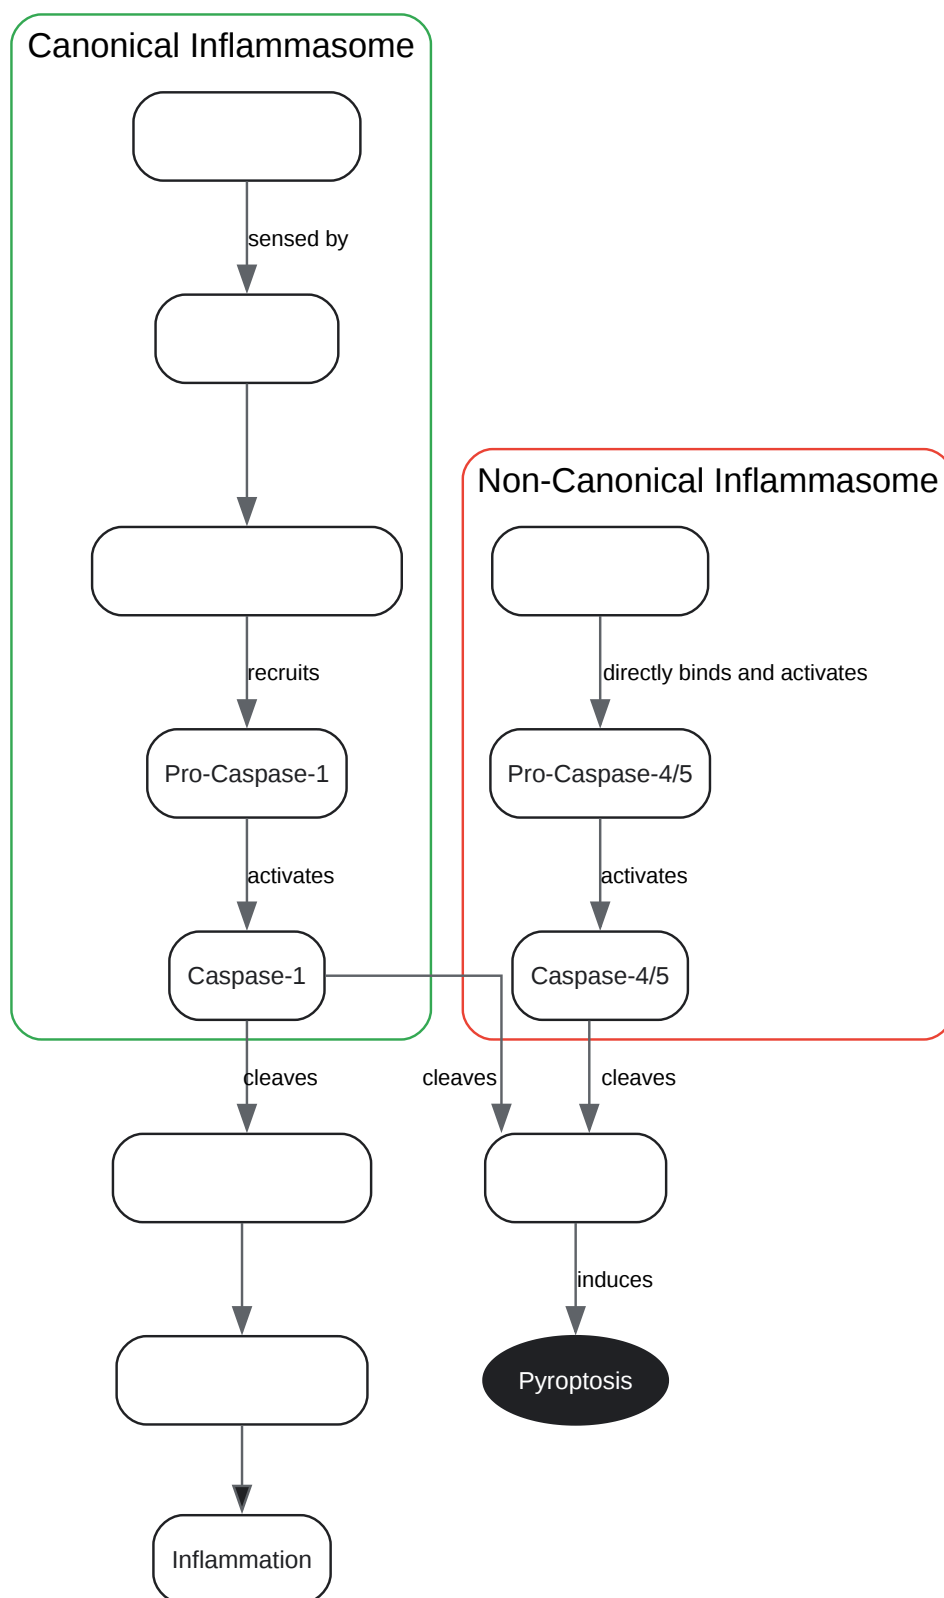 Canonical Inflammasome
sensed by
Non-Canonical Inflammasome
recruits
directly binds and activates
Pro-Caspase-1
Pro-Caspase-4/5
activates
activates
Caspase-1
Caspase-4/5
cleaves
cleaves
cleaves
induces
Pyroptosis
Inflammation